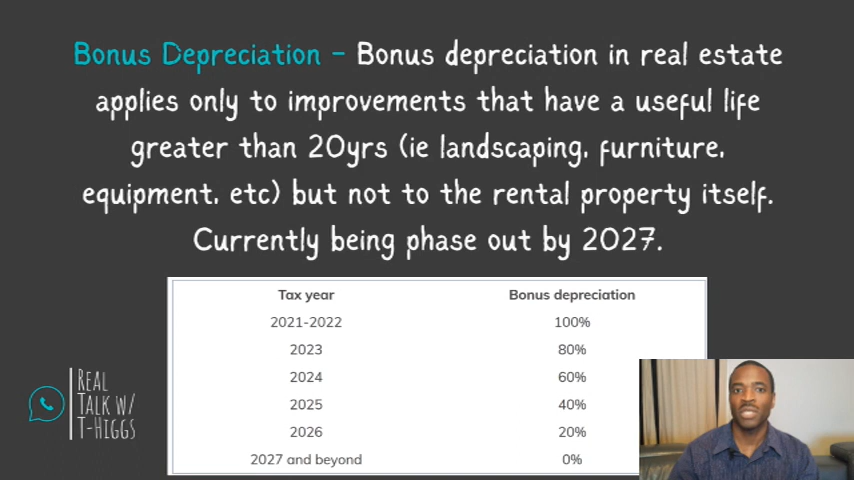 Bonus Depreciation - Bonus depreciation in real estate
applies only to improvements that have a useful life
greater than 20yrs (ie landscaping, furniture,
equipment, etc) but not to the rental property itself.
Currently being phase out by 2027.
Tax year Bonus depreciation
2021-2022 100%
2023 80%
2024 60%
2025 40%
2026 20%
2027 and beyond 0%
REAL
TALK W/
T-HIGGS